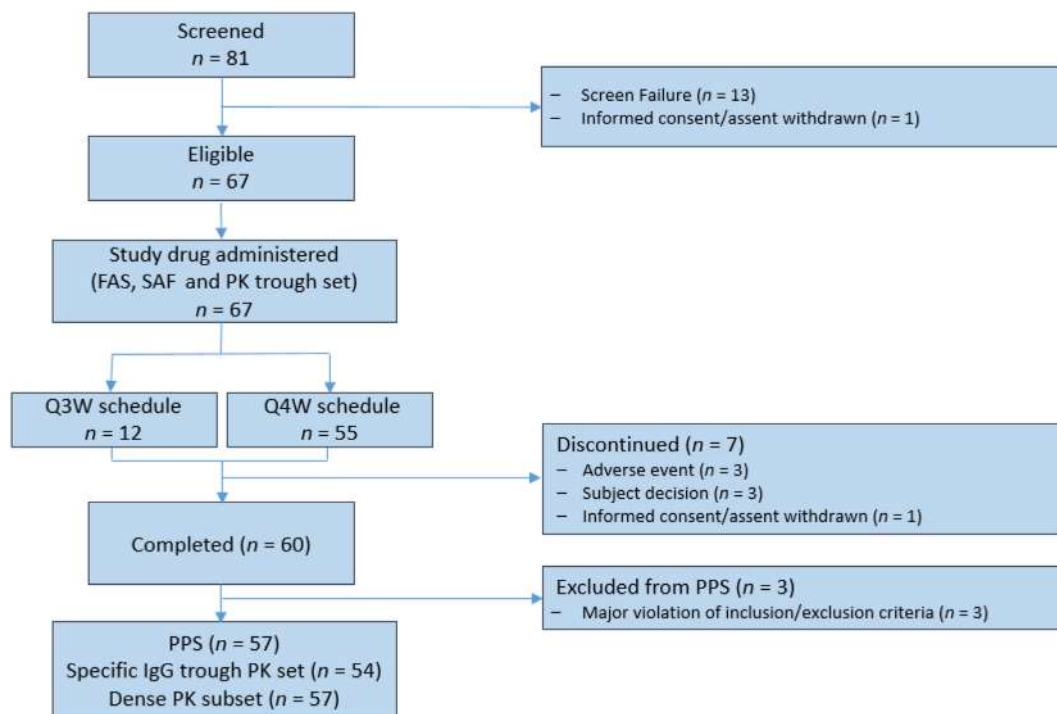 Screened
n = 81
– Screen Failure (n = 13)
– Informed consent/assent withdrawn (n = 1)
Eligible
n = 67
Study drug administered
(FAS, SAF and PK trough set)
n = 67
Q3W schedule
n = 12
Q4W schedule
n = 55
Discontinued (n = 7)
– Adverse event (n = 3)
– Subject decision (n = 3)
– Informed consent/assent withdrawn (n = 1)
Completed (n = 60)
Excluded from PPS (n = 3)
– Major violation of inclusion/exclusion criteria (n = 3)
PPS (n = 57)
Specific IgG trough PK set (n = 54)
Dense PK subset (n = 57)